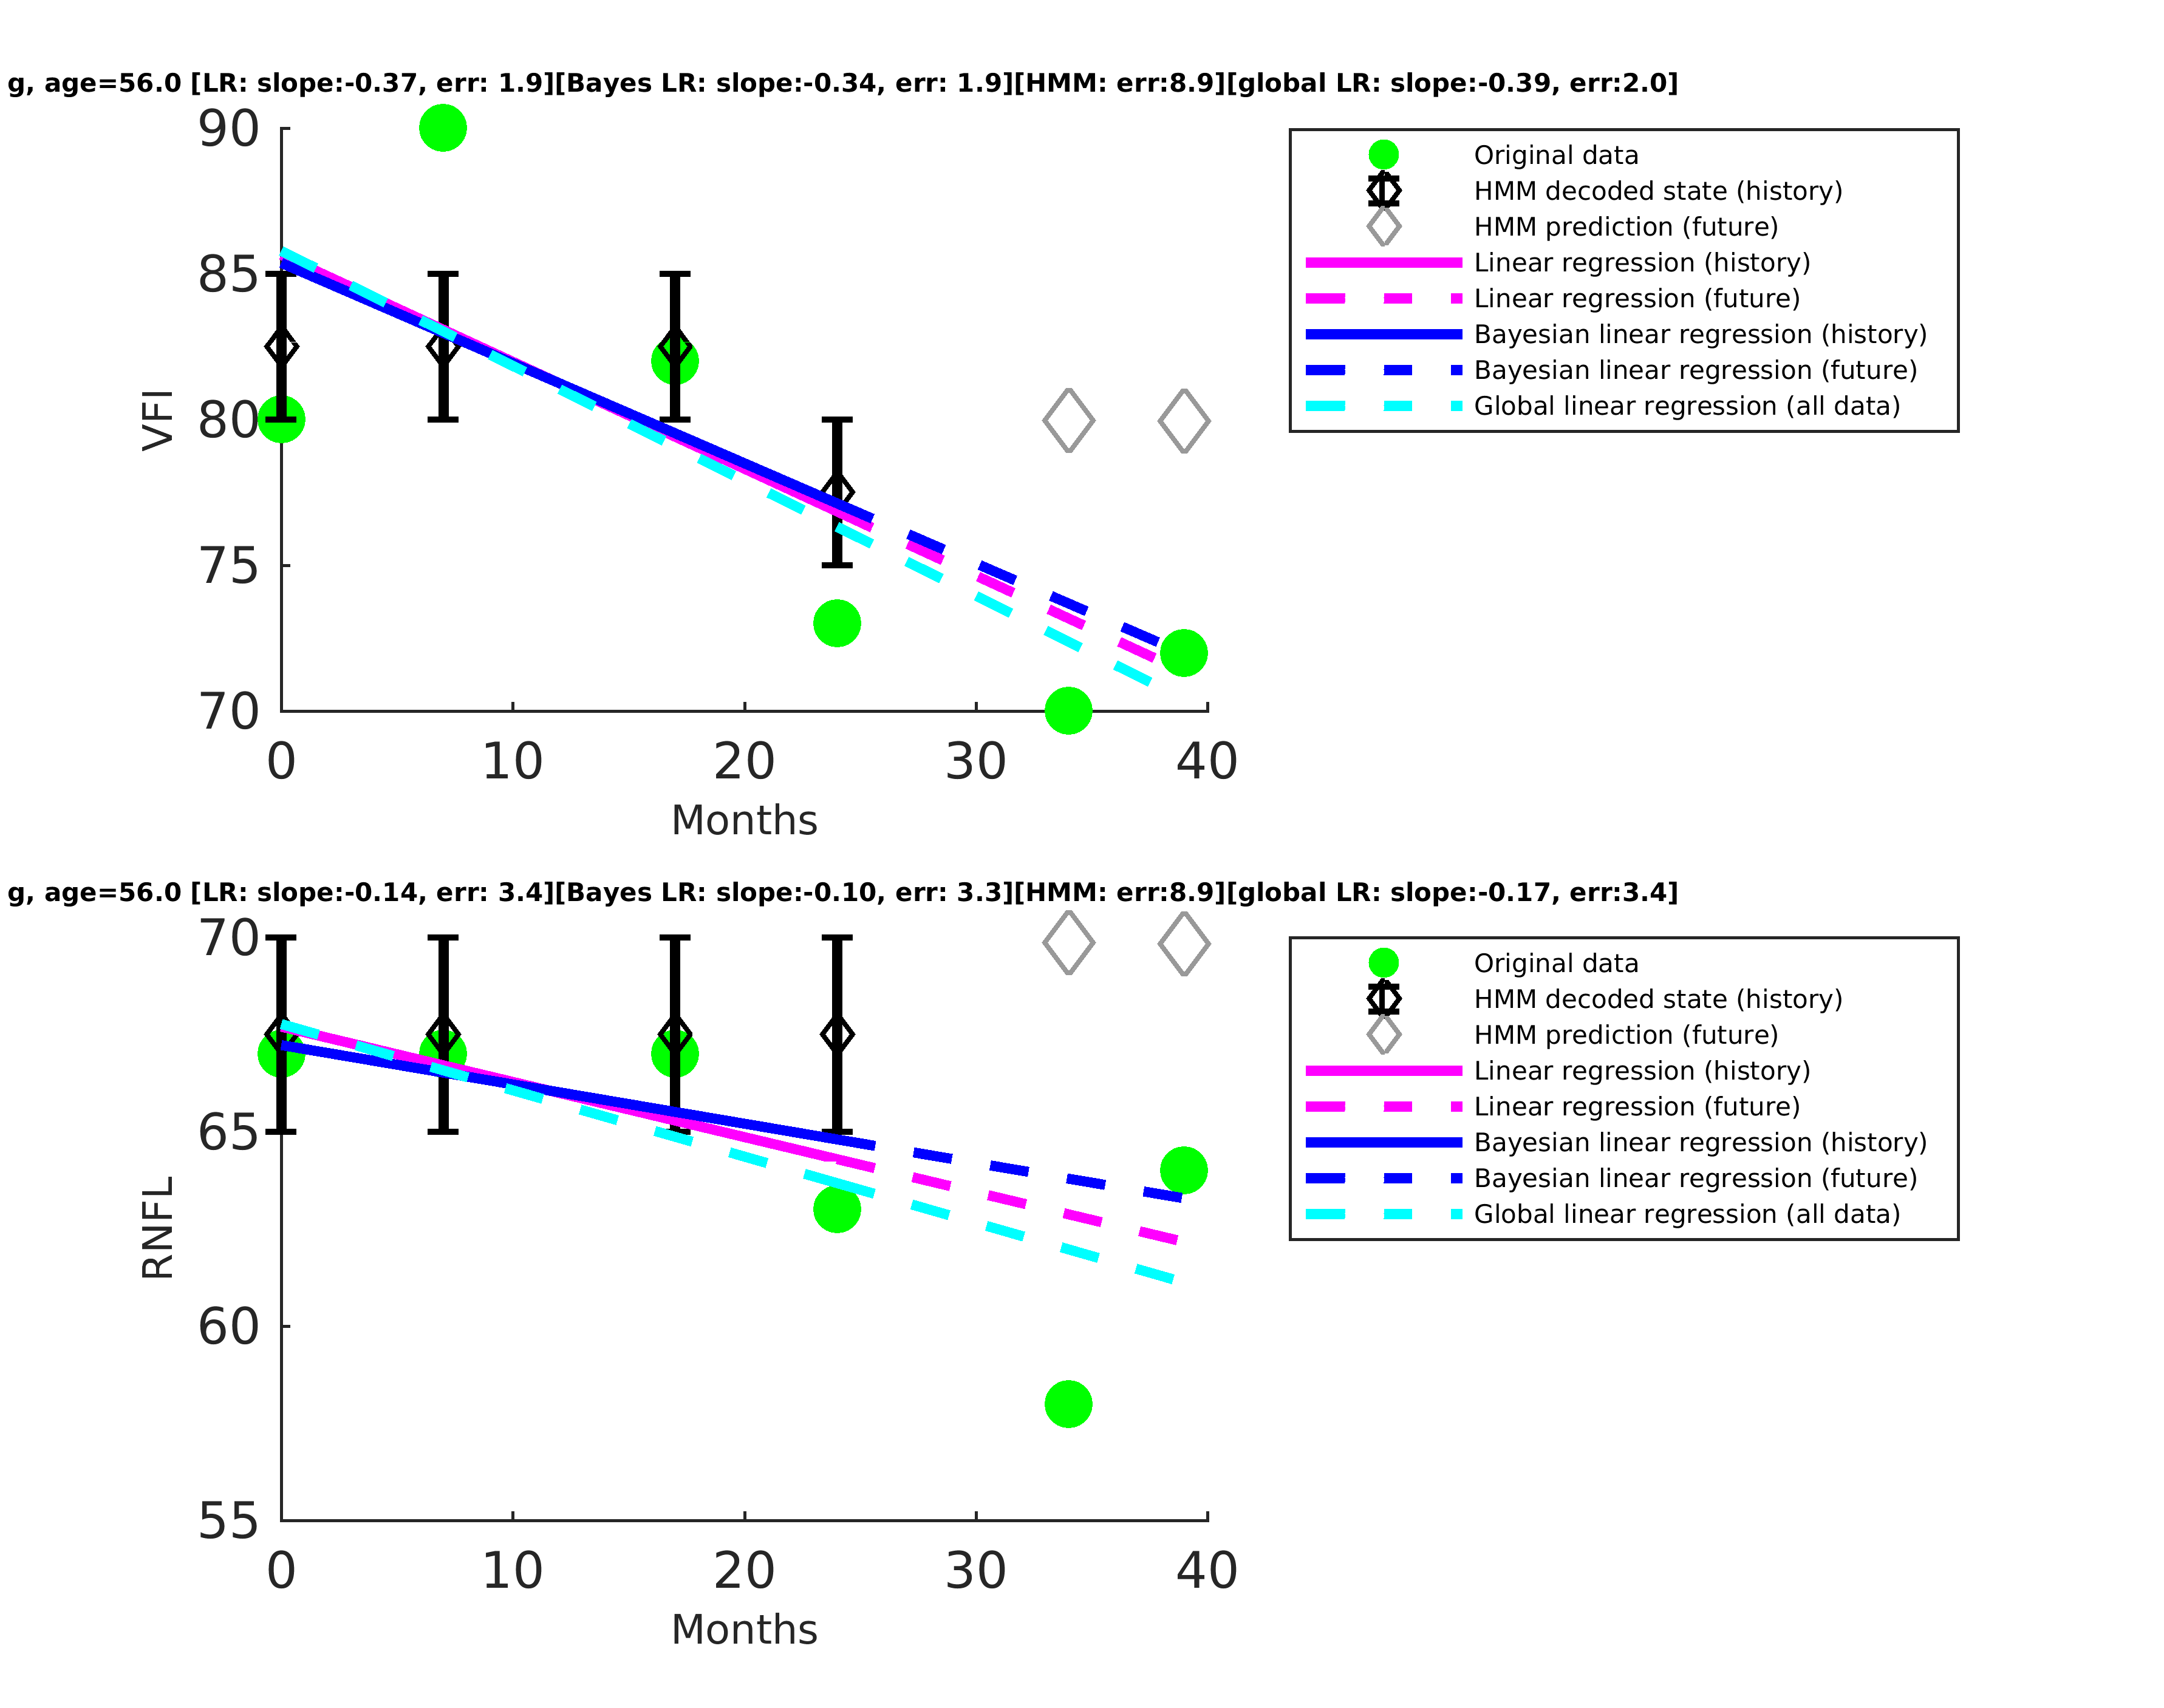 g, age=56.0 [LR: slope:-0.37, err: 1.9][Bayes LR: slope:-0.34, err: 1.9][HMM: err:8.9][global LR: slope:-0.39, err:2.0]
90
85
80
75
70
VFI
0 10 20 30 40
Months
Original data
HMM decoded state (history)
HMM prediction (future)
Linear regression (history)
Linear regression (future)
Bayesian linear regression (history)
Bayesian linear regression (future)
Global linear regression (all data)
g, age=56.0 [LR: slope:-0.14, err: 3.4][Bayes LR: slope:-0.10, err: 3.3][HMM: err:8.9][global LR: slope:-0.17, err:3.4]
70
65
60
55
RNFL
0 10 20 30 40
Months
Original data
HMM decoded state (history)
HMM prediction (future)
Linear regression (history)
Linear regression (future)
Bayesian linear regression (history)
Bayesian linear regression (future)
Global linear regression (all data)